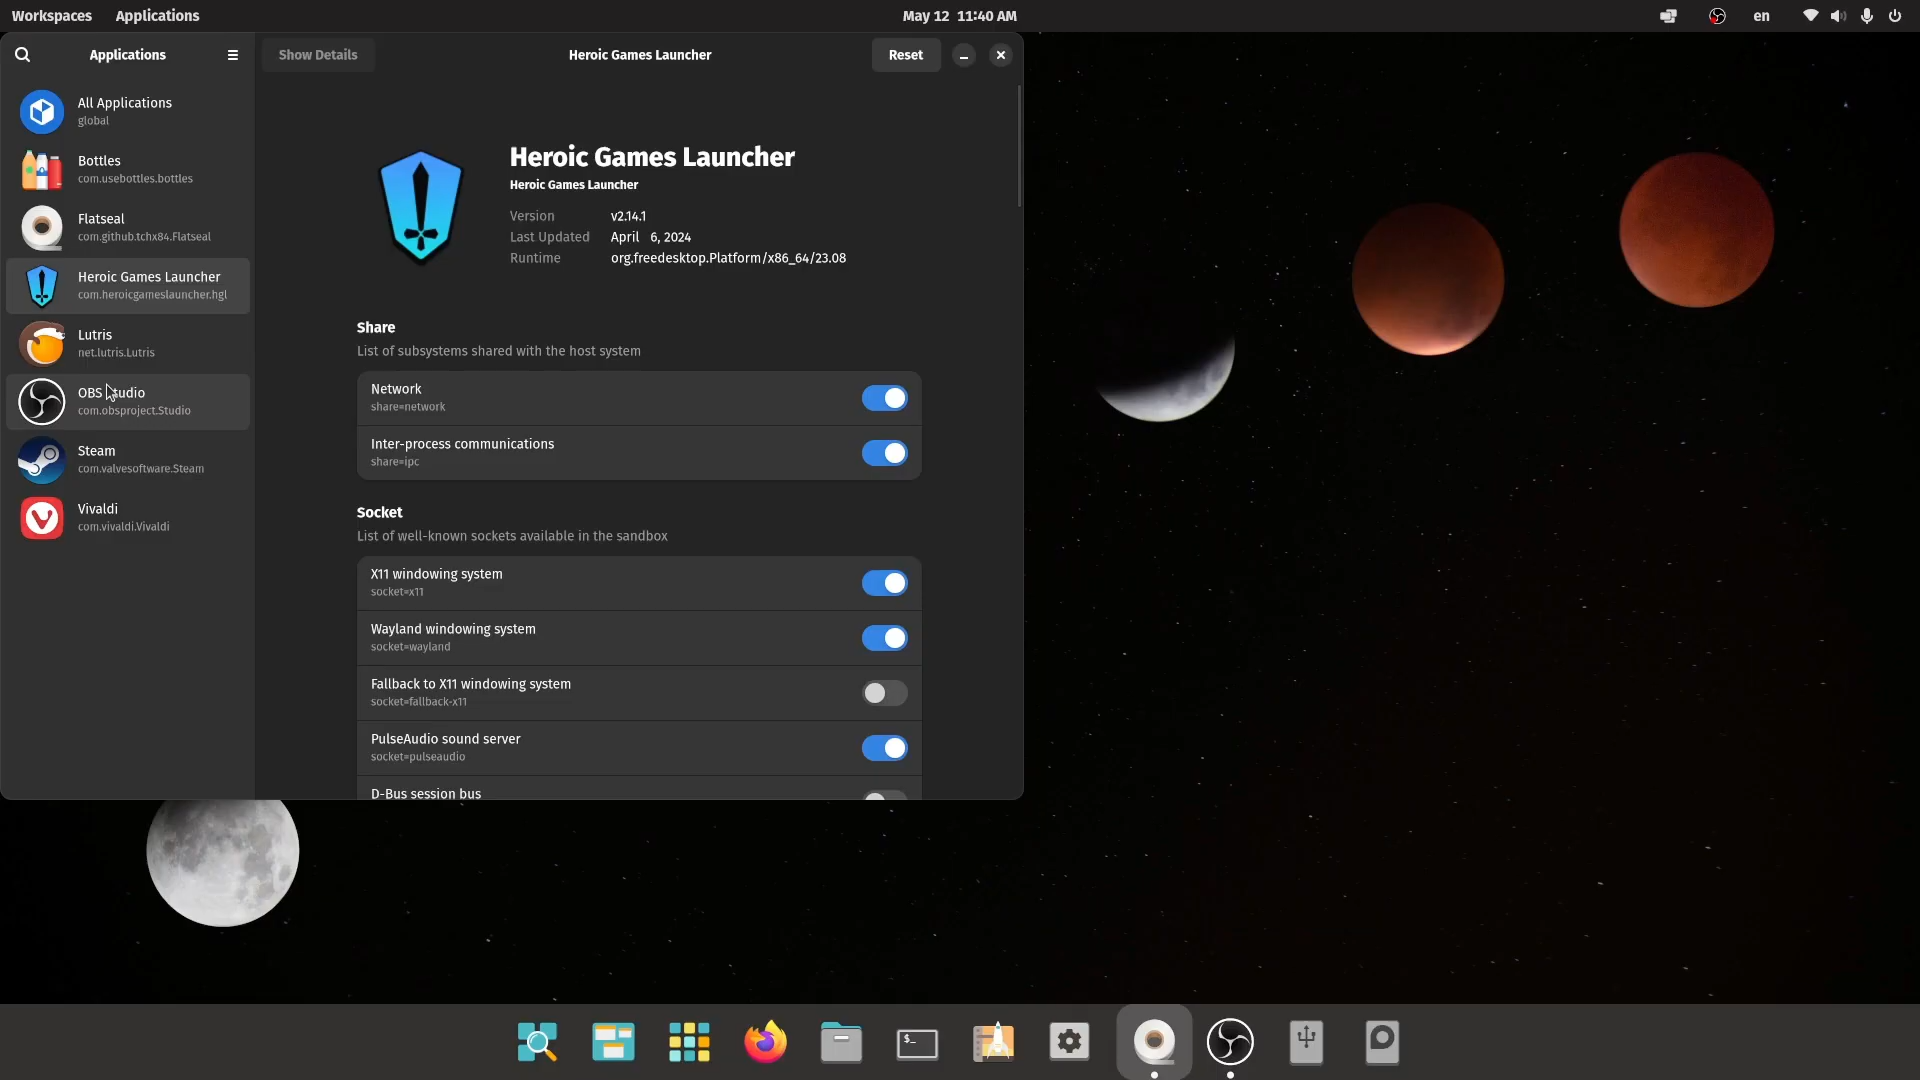 Workspaces Applications May 12 11:40 AM en
Applications
Show Details Heroic Games Launcher Reset
All Applications
global
Bottles
com.usebottles.bottles
Flatseal
com.github.tchx84.Flatseal
Heroic Games Launcher
com.heroicgameslauncher.hgl
Lutris
net.lutris.Lutris
OBS Studio
com.obsproject.Studio
Steam
com.valvesoftware.Steam
Vivaldi
com.vivaldi.Vivaldi
Heroic Games Launcher
Heroic Games Launcher
Version v2.14.1
Last Updated April 6, 2024
Runtime org.freedesktop.Platform/x86_64/23.08
Share
List of subsystems shared with the host system
Network
share=network
Inter-process communications
share=ipc
Socket
List of well-known sockets available in the sandbox
X11 windowing system
socket=x11
Wayland windowing system
socket=wayland
Fallback to X11 windowing system
socket=fallback-x11
PulseAudio sound server
socket=pulseaudio
D-Bus session bus
$_